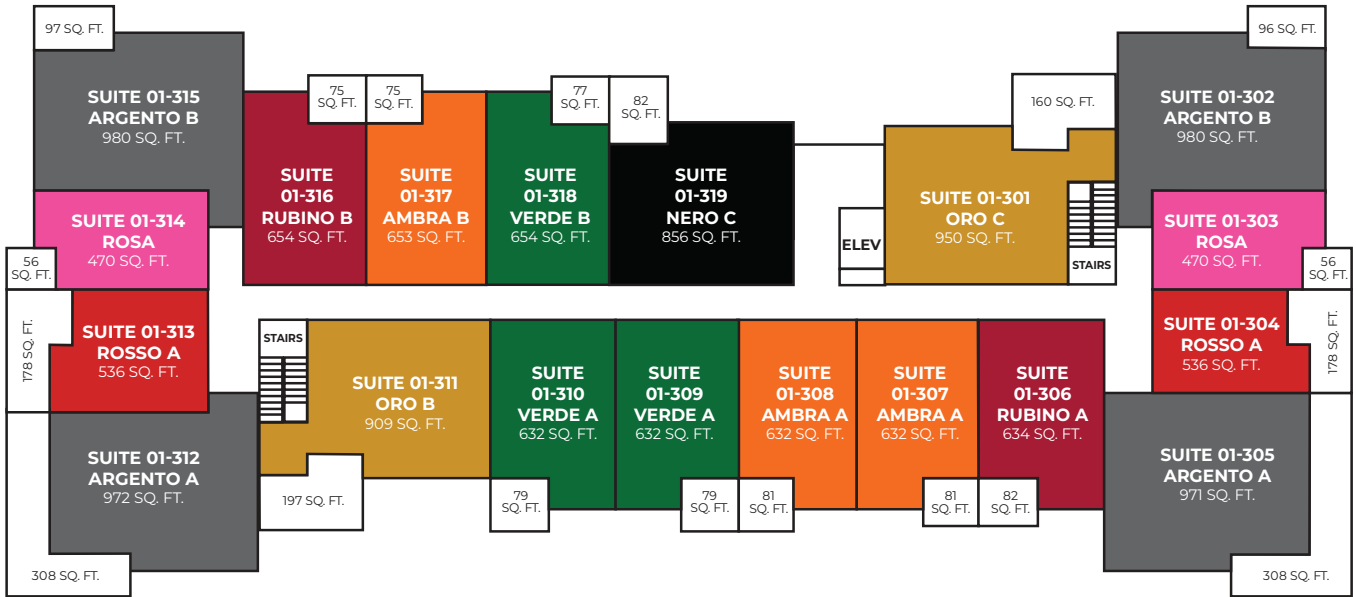 97 SQ. FT.
SUITE 01-315
ARGENTO B
980 SQ. FT.
75
SQ. FT.
75
SQ. FT.
77
SQ. FT.
82
SQ. FT.
160 SQ. FT.
96 SQ. FT.
SUITE 01-302
ARGENTO B
980 SQ. FT.
SUITE
01-316
RUBINO B
654 SQ. FT.
SUITE
01-317
AMBRA B
653 SQ. FT.
SUITE
01-318
VERDE B
654 SQ. FT.
SUITE
01-319
NERO C
856 SQ. FT.
ELEV
SUITE 01-301
ORO C
950 SQ. FT.
STAIRS
SUITE 01-314
ROSA
470 SQ. FT.
SUITE 01-303
ROSA
470 SQ. FT.
56
SQ. FT.
56
SQ. FT.
178 SQ. FT.
SUITE 01-313
ROSSO A
536 SQ. FT.
STAIRS
SUITE 01-304
ROSSO A
536 SQ. FT.
178 SQ. FT.
SUITE 01-311
ORO B
909 SQ. FT.
SUITE
01-310
VERDE A
632 SQ. FT.
SUITE
01-309
VERDE A
632 SQ. FT.
SUITE
01-308
AMBRA A
632 SQ. FT.
SUITE
01-307
AMBRA A
632 SQ. FT.
SUITE
01-306
RUBINO A
634 SQ. FT.
SUITE 01-312
ARGENTO A
972 SQ. FT.
SUITE 01-305
ARGENTO A
971 SQ. FT.
197 SQ. FT.
79
SQ. FT.
79
SQ. FT.
81
SQ. FT.
81
SQ. FT.
82
SQ. FT.
308 SQ. FT.
308 SQ. FT.